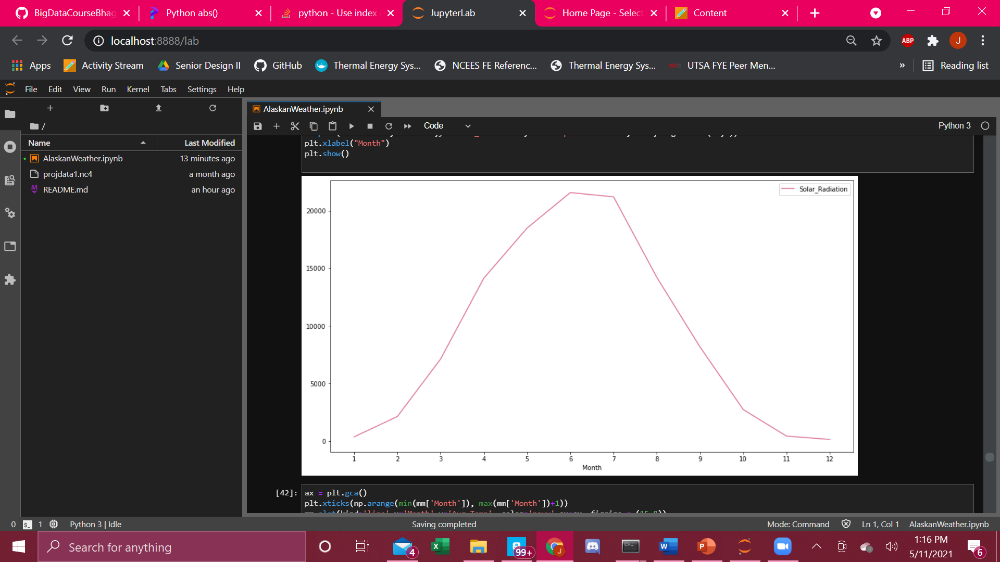 BigDataCourseBhag
Python abs()
python - Use index
JupyterLab
Home Page - Select
Content
localhost:8888/lab
ABP
J
Apps
Activity Stream
Senior Design II
GitHub
Thermal Energy Sys...
NCEES FE Referenc...
Thermal Energy Sys...
UTSA FYE Peer Men...
»
Reading list
File Edit View Run Kernel Tabs Settings Help
AlaskanWeather.ipynb
/
Code
Python 3
Name
Last Modified
AlaskanWeather.ipynb 13 minutes ago
projdata1.nc4 a month ago
README.md an hour ago
plt.xlabel("Month")
plt.show()
Solar_Radiation
20000
15000
10000
5000
0
1 2 3 4 5 6 7 8 9 10 11 12
Month
[42]: ax = plt.gca()
plt.xticks(np.arange(min(mm['Month']), max(mm['Month'])+1))
0 1 Python 3 | Idle
Saving completed
Mode: Command
Ln 1, Col 1
AlaskanWeather.ipynb
Search for anything
4
99+
J
1:16 PM
5/11/2021
6